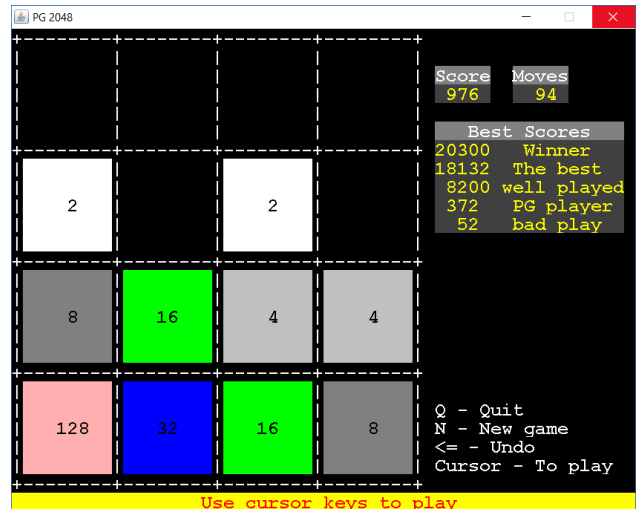 PG 2048
Score Moves
976 94
Best Scores
20300 Winner
18132 The best
8200 well played
372 PG player
52 bad play
2 2
8 16 4 4
128 32 16 8
Q - Quit
N - New game
<= - Undo
Cursor - To play
Use cursor keys to play